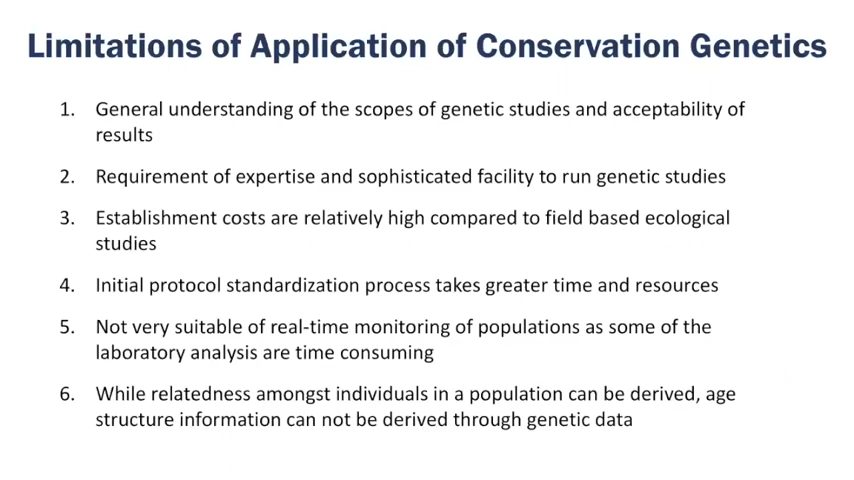 Limitations of Application of Conservation Genetics
1. General understanding of the scopes of genetic studies and acceptability of
results
2. Requirement of expertise and sophisticated facility to run genetic studies
3. Establishment costs are relatively high compared to field based ecological
studies
4. Initial protocol standardization process takes greater time and resources
5. Not very suitable of real-time monitoring of populations as some of the
laboratory analysis are time consuming
6. While relatedness amongst individuals in a population can be derived, age
structure information can not be derived through genetic data